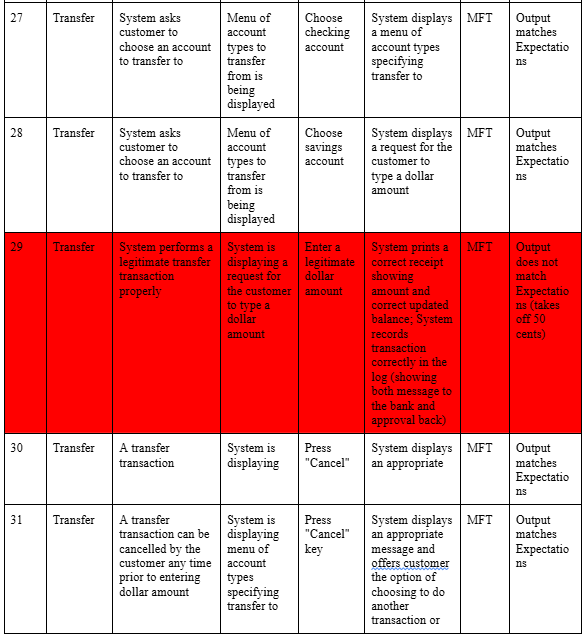 27 Transfer System asks Menu of Choose System displays MFT Output
customer to account checking a menu of matches
choose an account types to account account types Expectatio
to transfer to transfer specifying ns
from is transfer to
being
displayed
28 Transfer System asks Menu of Choose System displays MFT Output
customer to account savings a request for the matches
choose an account types to account customer to Expectatio
to transfer to transfer type a dollar ns
from is amount
being
displayed
29 Transfer System performs a System is Enter a System prints a MFT Output
legitimate transfer displaying a legitimate correct receipt does not
transaction request for dollar showing match
properly the customer amount amount and Expectatio
to type a correct updated ns (takes
dollar balance; System off 50
amount records cents)
transaction
correctly in the
log (showing
both message to
the bank and
approval back)
30 Transfer A transfer System is Press System displays MFT Output
transaction displaying "Cancel" an appropriate matches
Expectatio
ns
31 Transfer A transfer System is Press System displays MFT Output
transaction can be displaying "Cancel" an appropriate matches
cancelled by the menu of key message and Expectatio
customer any time account offers customer ns
prior to entering types the option of
dollar amount specifying choosing to do
transfer to another
transaction or